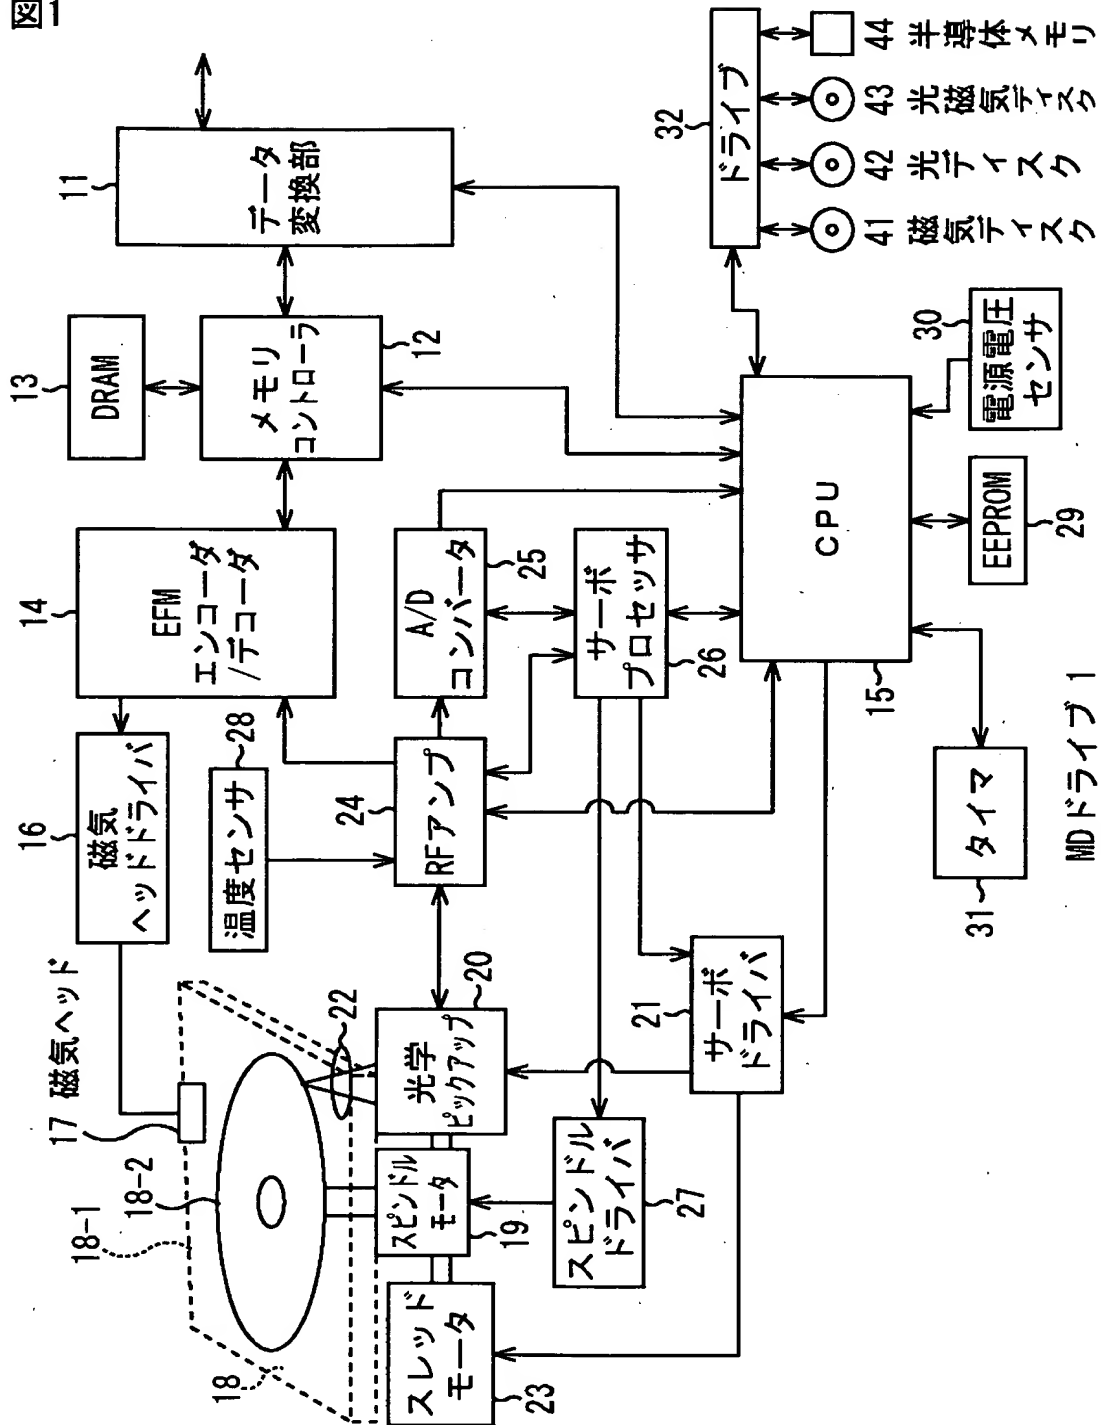 図1
17 磁気ヘッド
18-1
18-2
18
16
磁気
ヘッドドライバ
14
EFM
エンコーダ
/デコーダ
13
DRAM
メモリ
コントローラ
12
11
データ
変換部
温度センサ
28
22
光学
ピックアップ
20
スピンドル
モータ
19
スレッド
モータ
23
24
RFアンプ
A/D
コンバータ
25
サーボ
プロセッサ
26
スピンドル
ドライバ
27
21
サーボ
ドライバ
CPU
15
タイマ
31
EEPROM
29
30
電源電圧
センサ
32
ドライブ
41 磁気ディスク
42 光ディスク
43 光磁気ディスク
44 半導体メモリ
MDドライブ 1